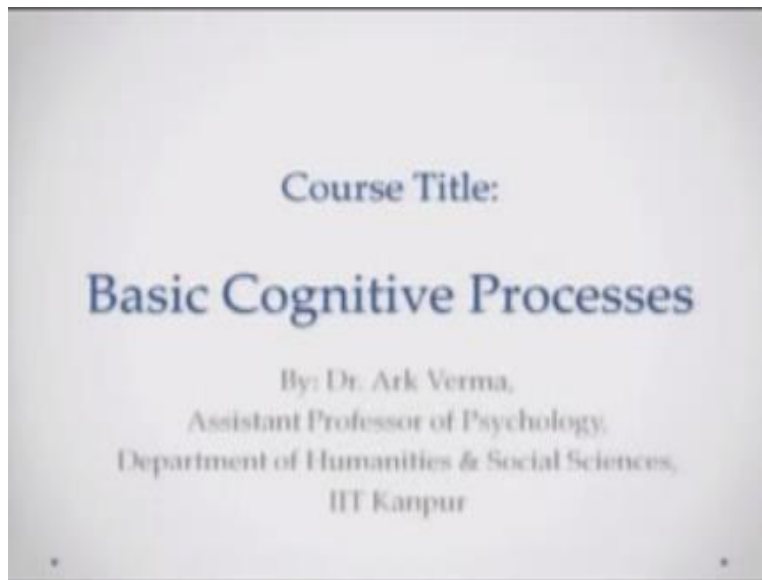 Course Title:
Basic Cognitive Processes
By: Dr. Ark Verma,
Assistant Professor of Psychology,
Department of Humanities & Social Sciences,
IIT Kanpur